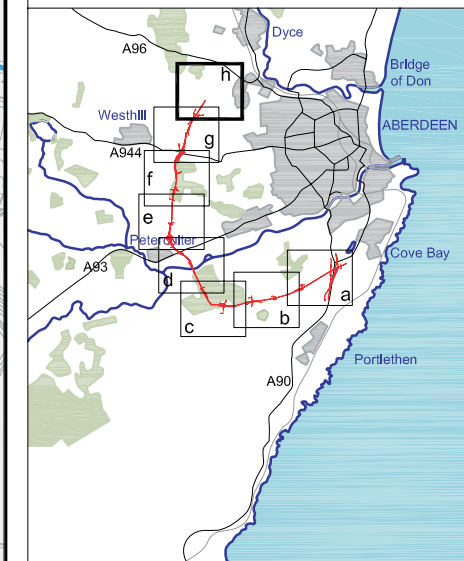 Dyce
A96
Bridge
of Don
h
Westhill
ABERDEEN
g
A944
f
e
Peterculter
Cove Bay
A93
d
a
b
c
Portlethen
A90